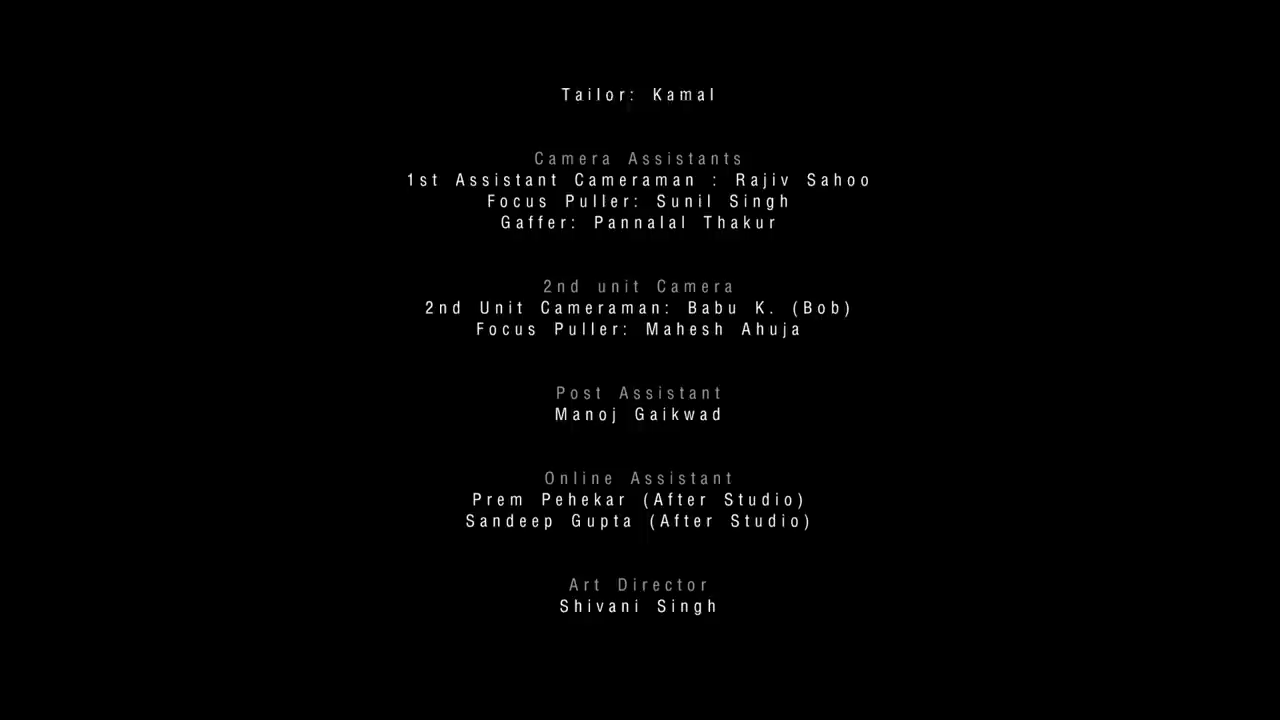 Tailor: Kamal
Camera Assistants
1st Assistant Cameraman : Rajiv Sahoo
Focus Puller: Sunil Singh
Gaffer: Pannalal Thakur
2nd unit Camera
2nd Unit Cameraman: Babu K. (Bob)
Focus Puller: Mahesh Ahuja
Post Assistant
Manoj Gaikwad
Online Assistant
Prem Pehekar (After Studio)
Sandeep Gupta (After Studio)
Art Director
Shivani Singh